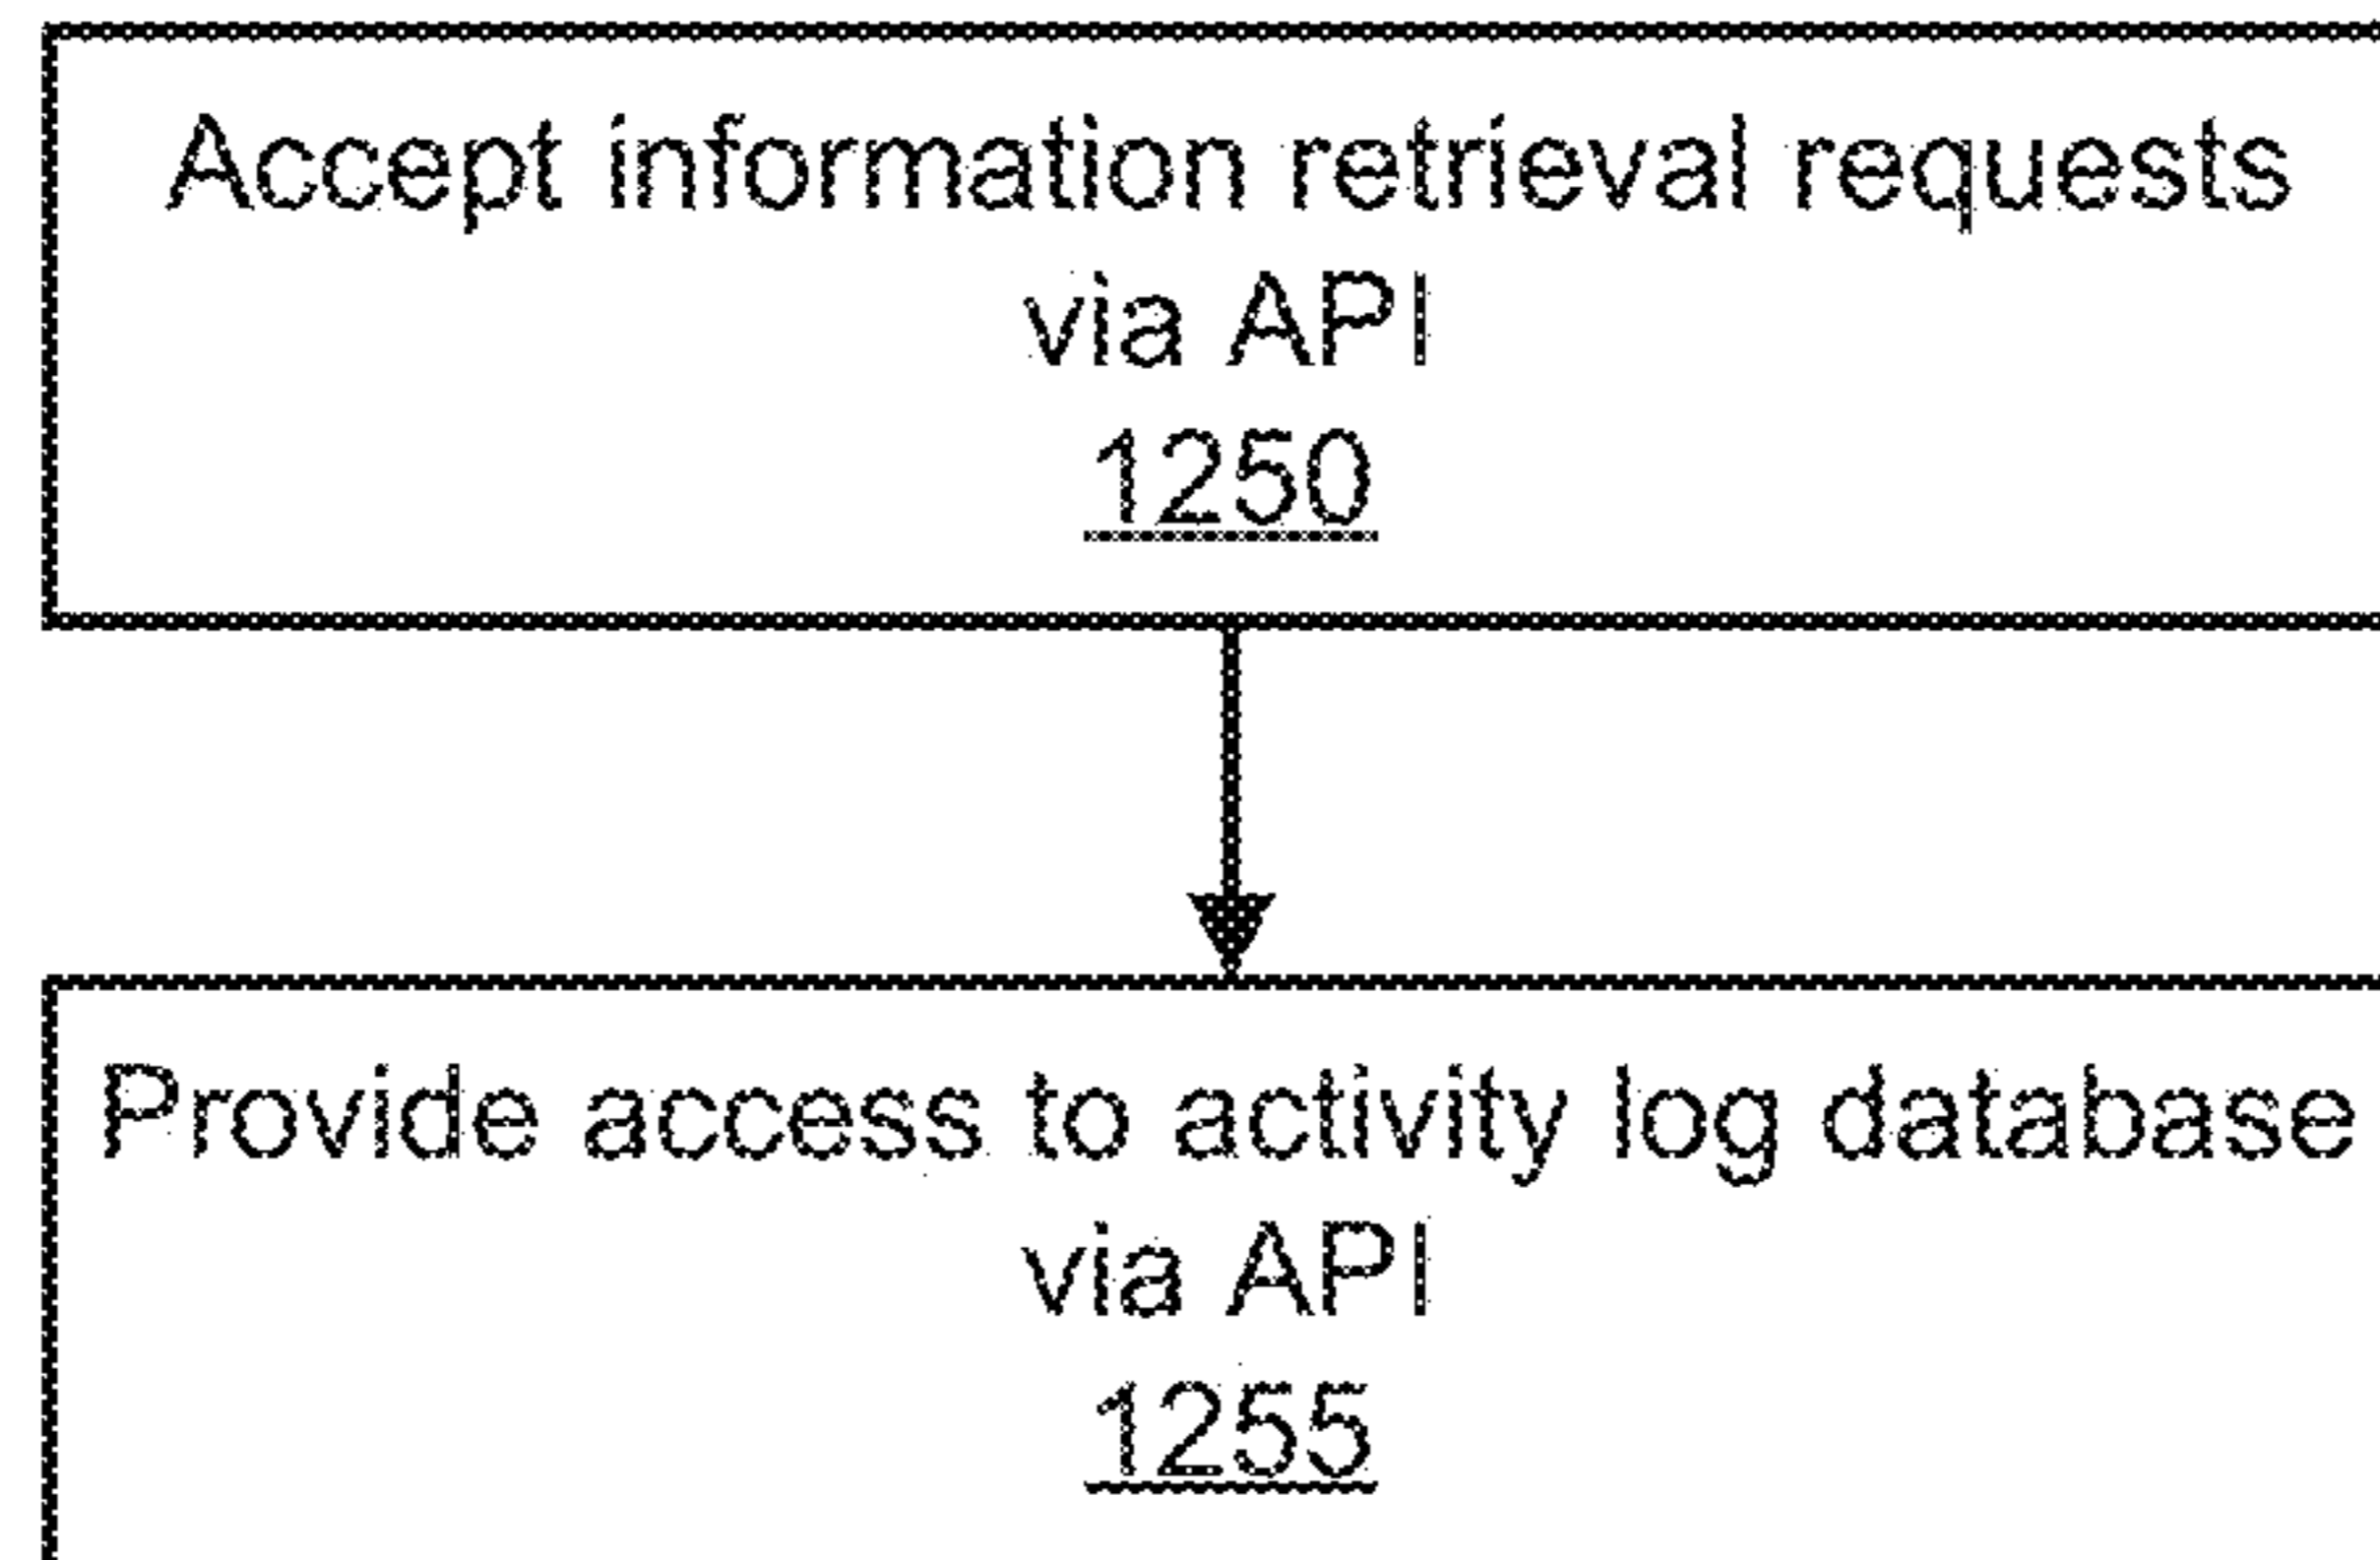 Accept information retrieval requests
via API
1250
Provide access to activity log database
via API
1255